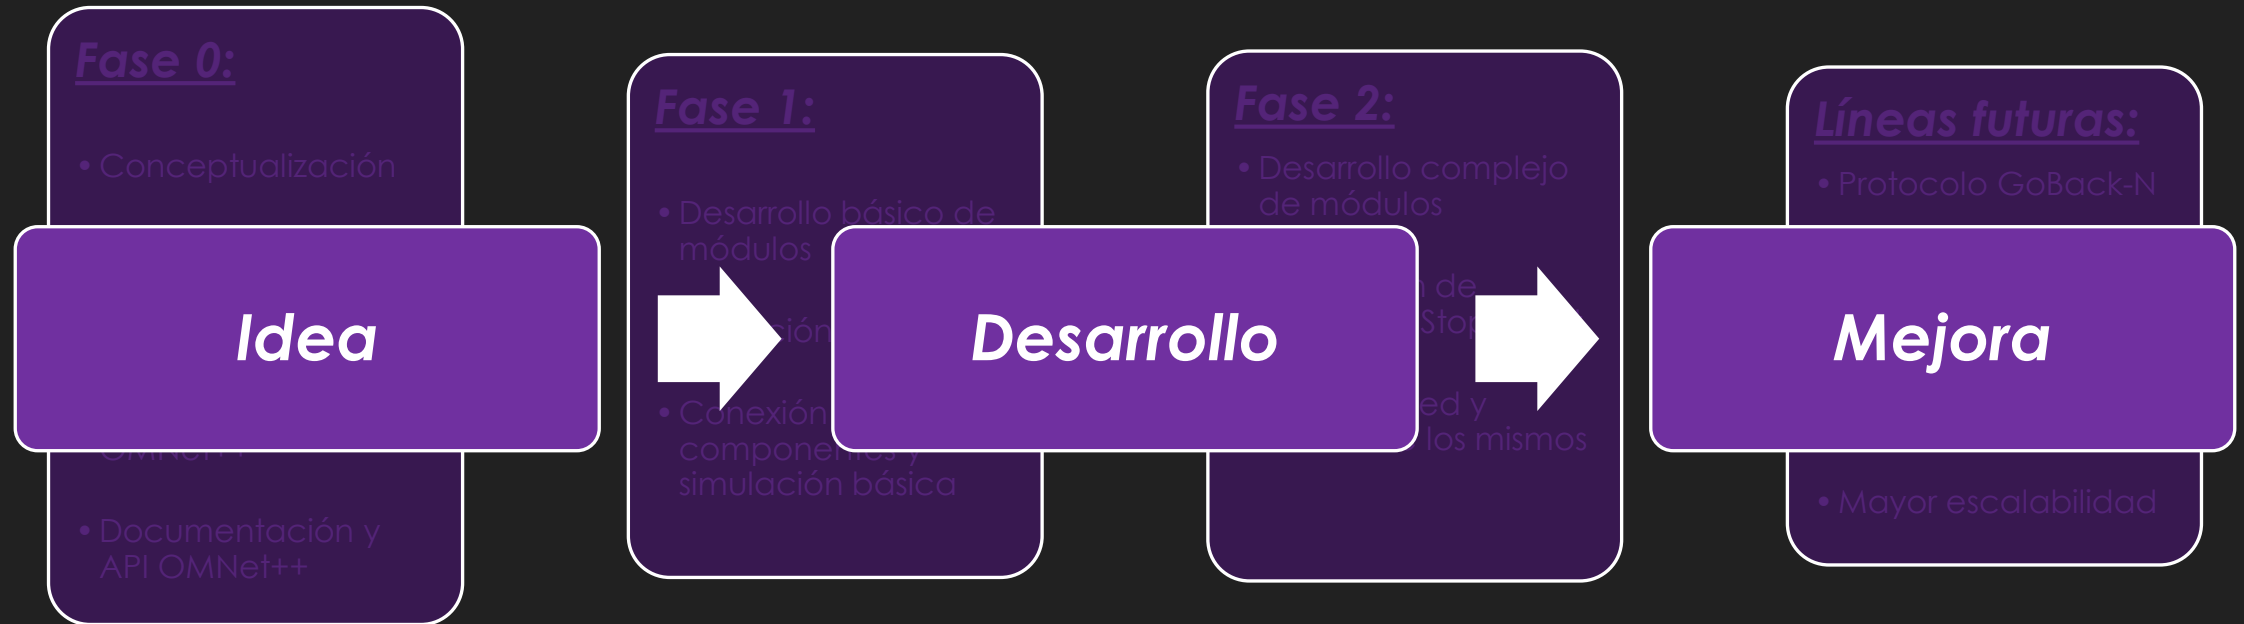 Fase 0:
• Conceptualización
• Documentación y
API OMNet++
Idea
Fase 1:
• Desarrollo básico de
módulos
• Conexión
simulación básica
Desarrollo
Fase 2:
• Desarrollo complejo
de módulos
de
y
los mismos
Líneas futuras:
• Protocolo GoBack-N
Mejora
• Mayor escalabilidad